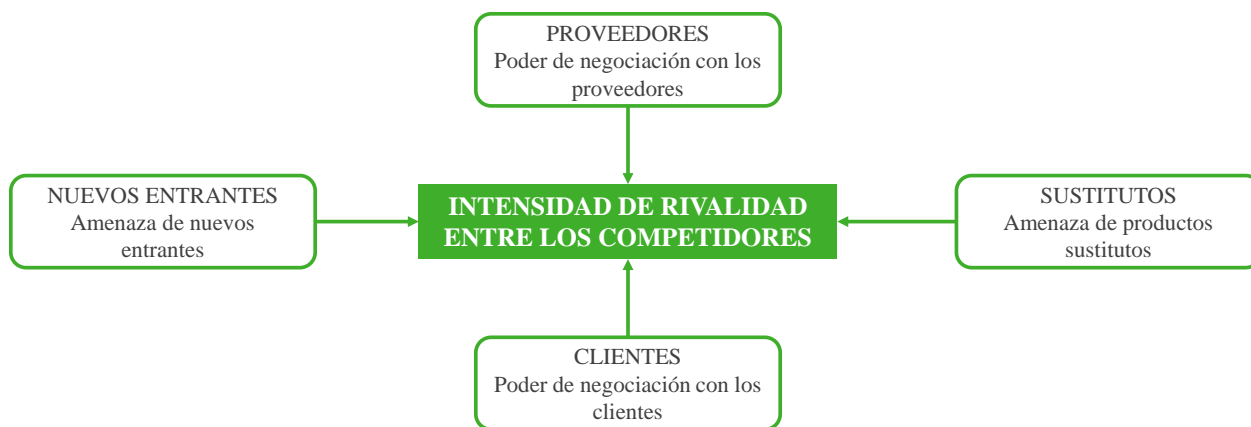 PROVEEDORES
Poder de negociación con los
proveedores
NUEVOS ENTRANTES
Amenaza de nuevos
entrantes
INTENSIDAD DE RIVALIDAD
ENTRE LOS COMPETIDORES
SUSTITUTOS
Amenaza de productos
sustitutos
CLIENTES
Poder de negociación con los
clientes